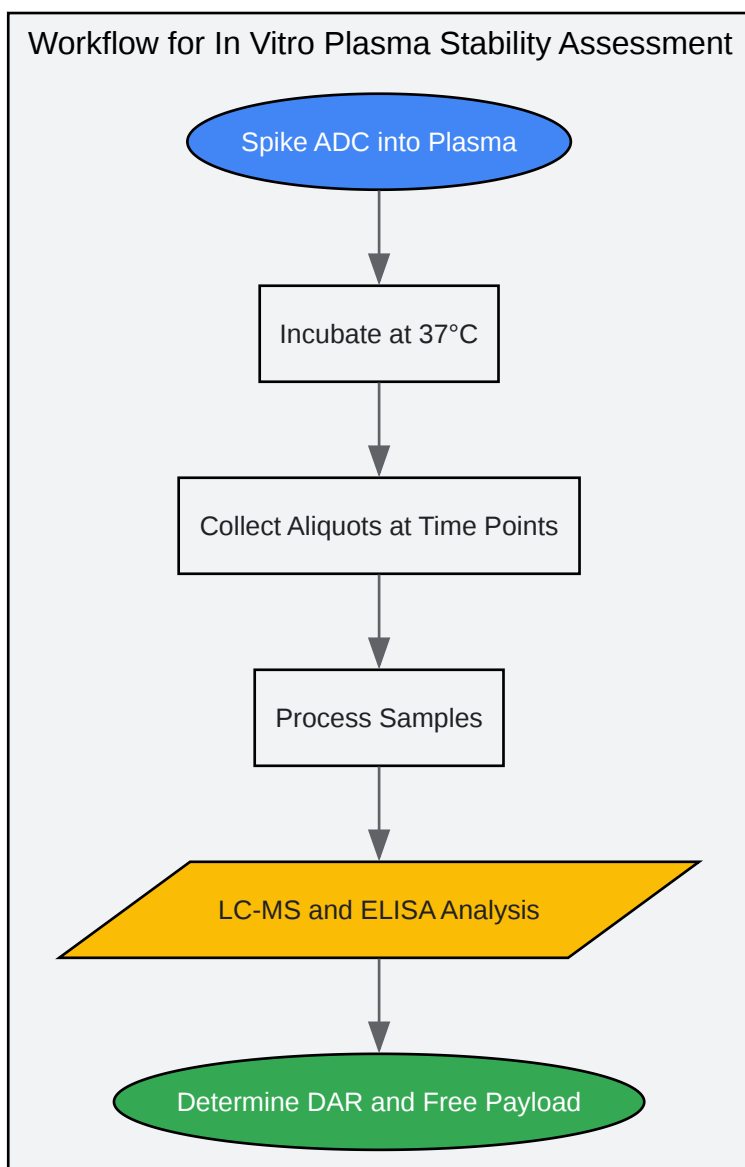 Workflow for In Vitro Plasma Stability Assessment
Spike ADC into Plasma
Incubate at 37°C
Collect Aliquots at Time Points
Process Samples
LC-MS and ELISA Analysis
Determine DAR and Free Payload